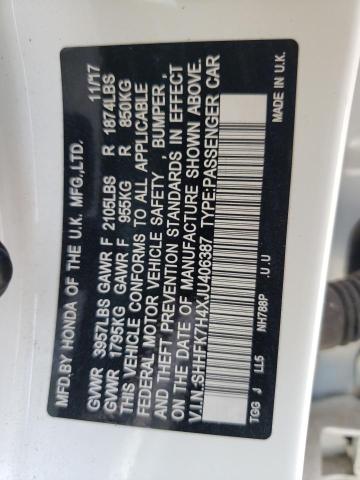 MFD.BY HONDA OF THE U.K. MFG.,LTD. 11/17
GVWR 3957LBS GAWR F 2105LBS R 1874LBS
GVWR 1795KG GAWR F 955KG R 850KG
THIS VEHICLE CONFORMS TO ALL APPLICABLE
FEDERAL MOTOR VEHICLE SAFETY , BUMPER ,
AND THEFT PREVENTION STANDARDS IN EFFECT
ON THE DATE OF MANUFACTURE SHOWN ABOVE.
V.I.N.:SHHFK7H4XJU406387 TYPE:PASSENGER CAR
.U.U
TGG J LL5 NH788P MADE IN U.K.